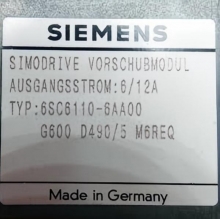 SIEMENS
SIMODRIVE VORSCHUBMODUL
AUSGANGSSTROM:6/12A
TYP:6SC6110-6AA00
G600 D490/5 M6REQ
Made in Germany